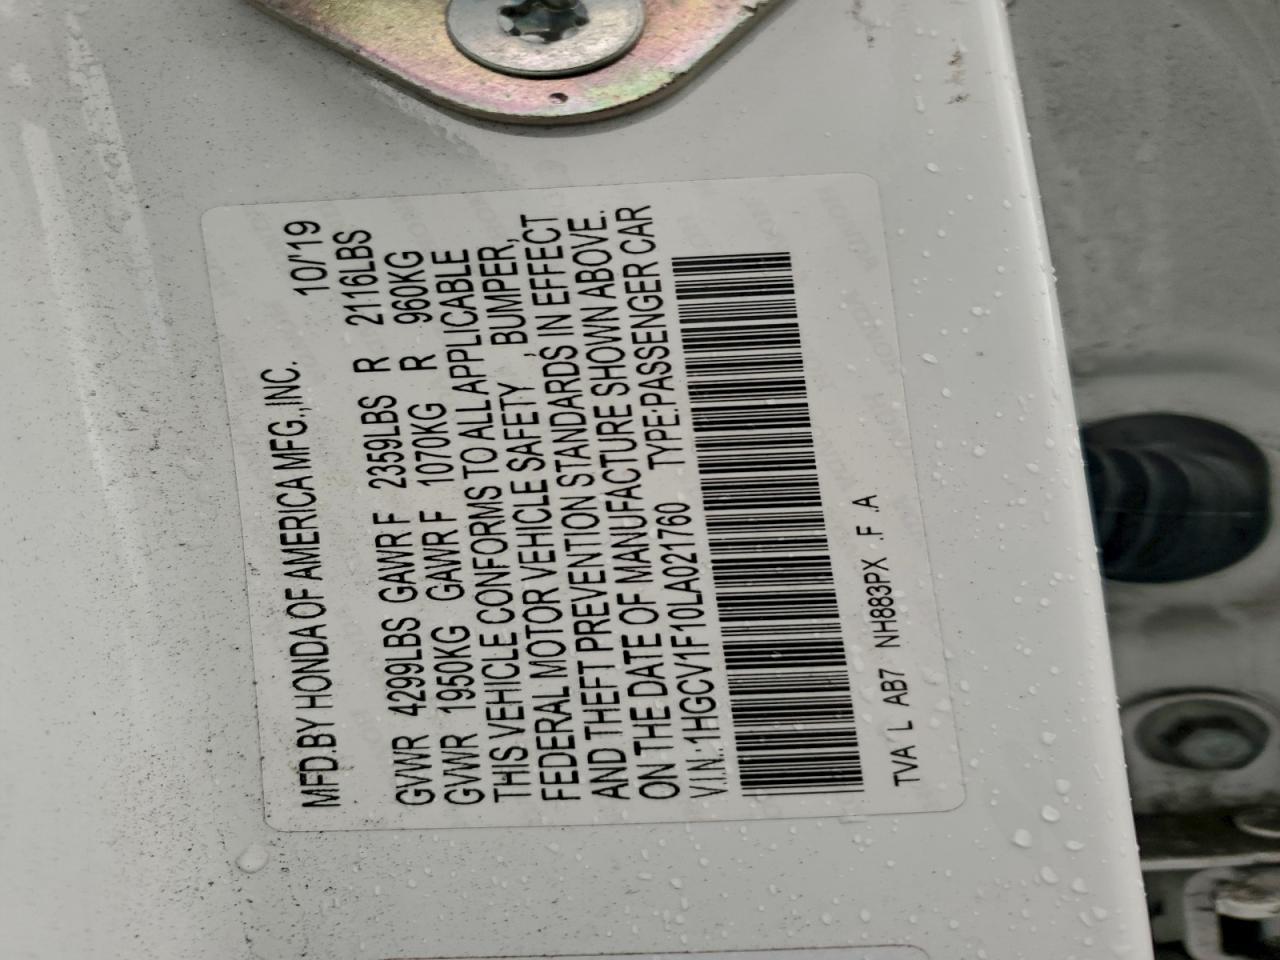 MFD.BY HONDA OF AMERICA MFG.,INC. 10/'19
GVWR 4299LBS GAWR F 2359LBS R 2116LBS
GVWR 1950KG GAWR F 1070KG R 960KG
THIS VEHICLE CONFORMS TO ALL APPLICABLE
FEDERAL MOTOR VEHICLE SAFETY , BUMPER,
AND THEFT PREVENTION STANDARDS IN EFFECT
ON THE DATE OF MANUFACTURE SHOWN ABOVE.
V.I.N.:1HGCV1F10LA021760 TYPE:PASSENGER CAR
TVA L AB7 NH883PX .F .A